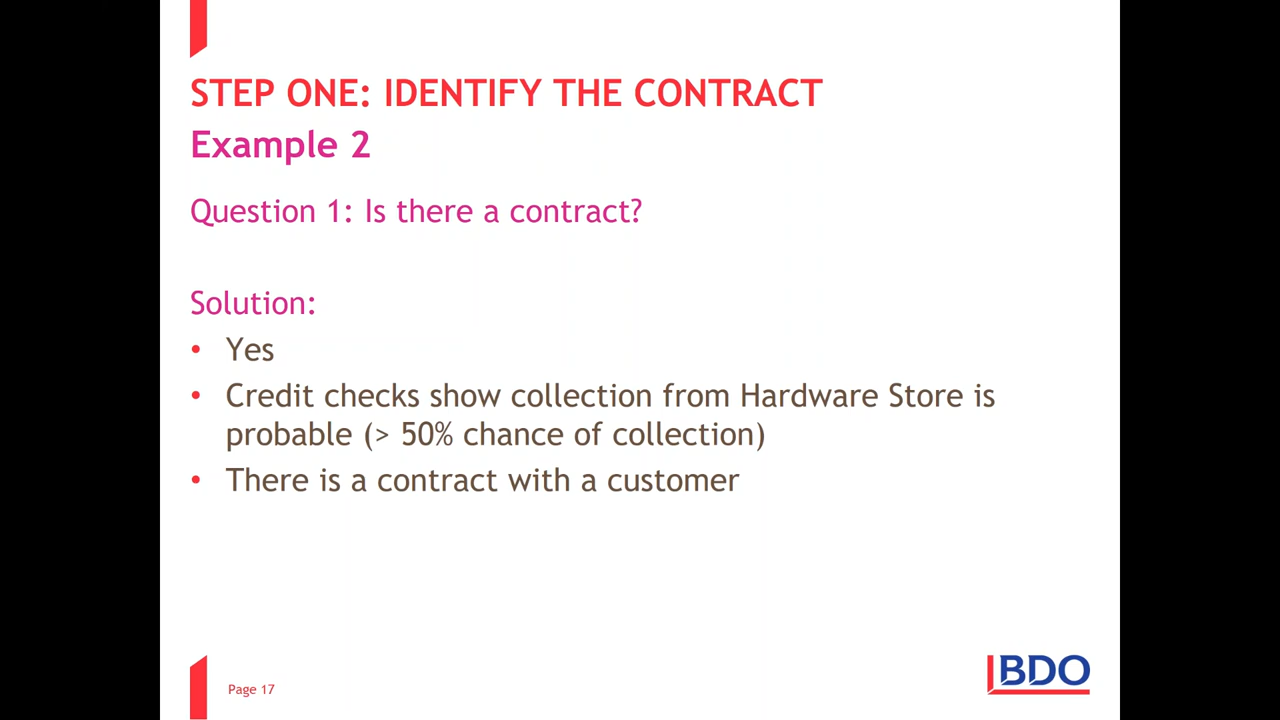 STEP ONE: IDENTIFY THE CONTRACT
Example 2
Question 1: Is there a contract?
Solution:
• Yes
• Credit checks show collection from Hardware Store is
probable (> 50% chance of collection)
• There is a contract with a customer
Page 17
BDO